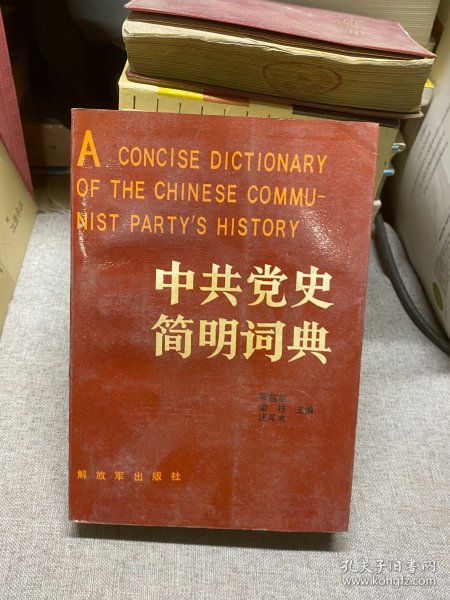 A CONCISE DICTIONARY
OF THE CHINESE COMMU-
NIST PARTY'S HISTORY
中共党史
简明词典
主编
解放军出版社
孔夫子旧书网
www.kongfz.com